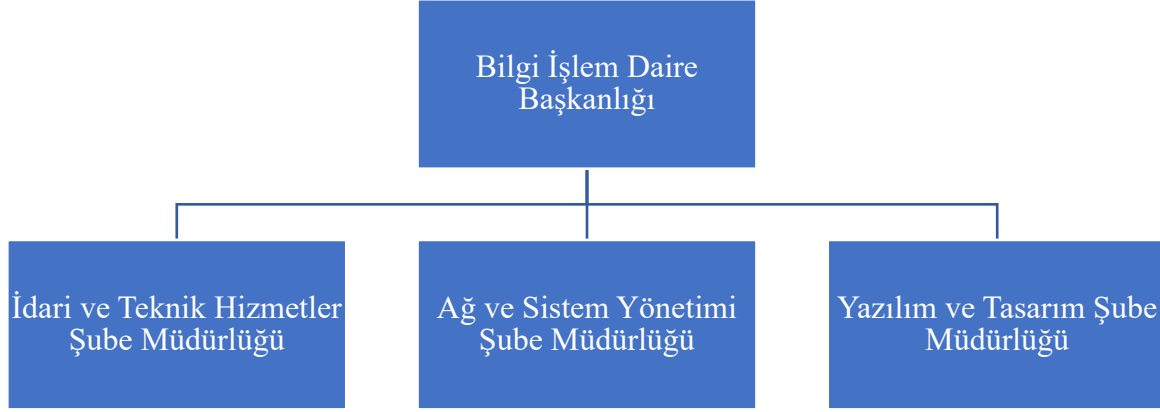 Bilgi İşlem Daire
Başkanlığı
İdari ve Teknik Hizmetler
Şube Müdürlüğü
Ağ ve Sistem Yönetimi
Şube Müdürlüğü
Yazılım ve Tasarım Şube
Müdürlüğü